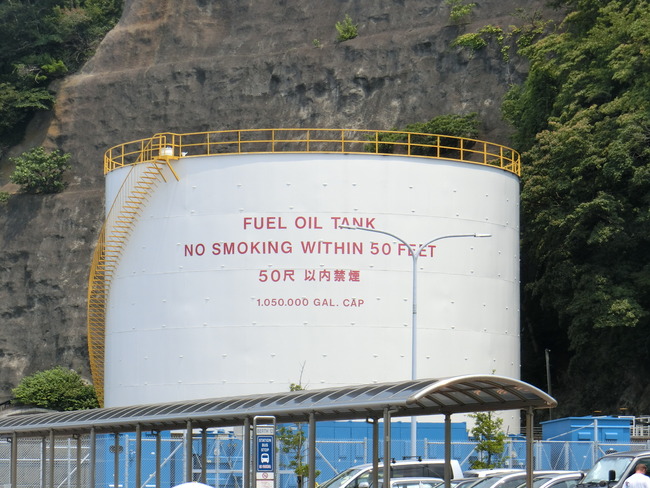 FUEL OIL TANK
NO SMOKING WITHIN 50 FEET
50尺 以内禁煙
1.050.000 GAL. CAP